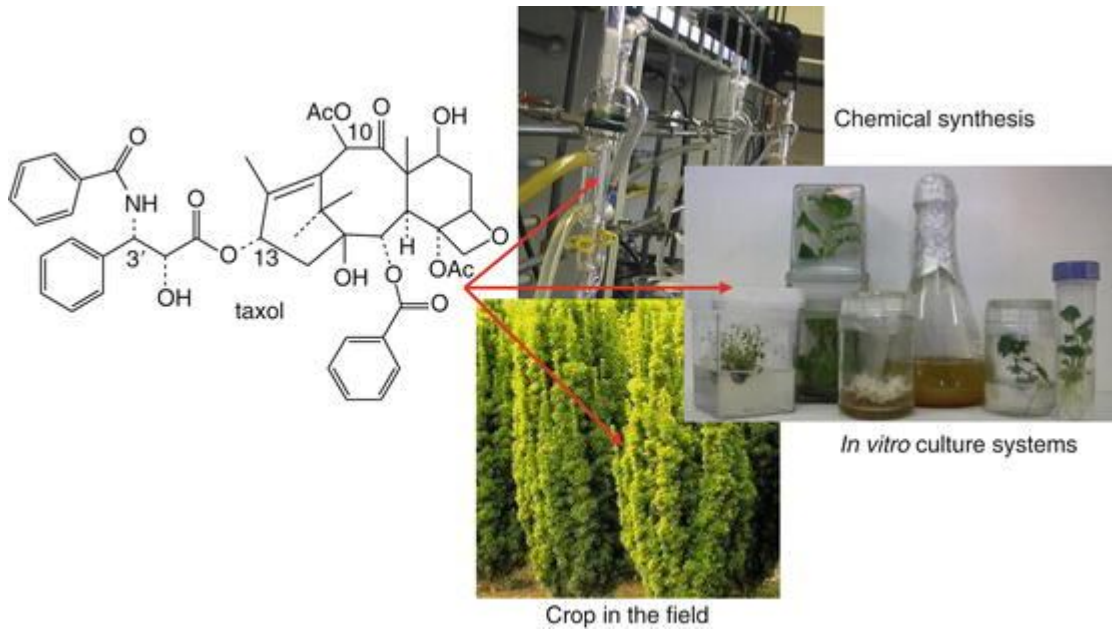 O
NH
3′
OH
O
O
13
AcO
10
O
OH
OH
H
O
OAc
O
O
taxol
Chemical synthesis
In vitro culture systems
Crop in the field